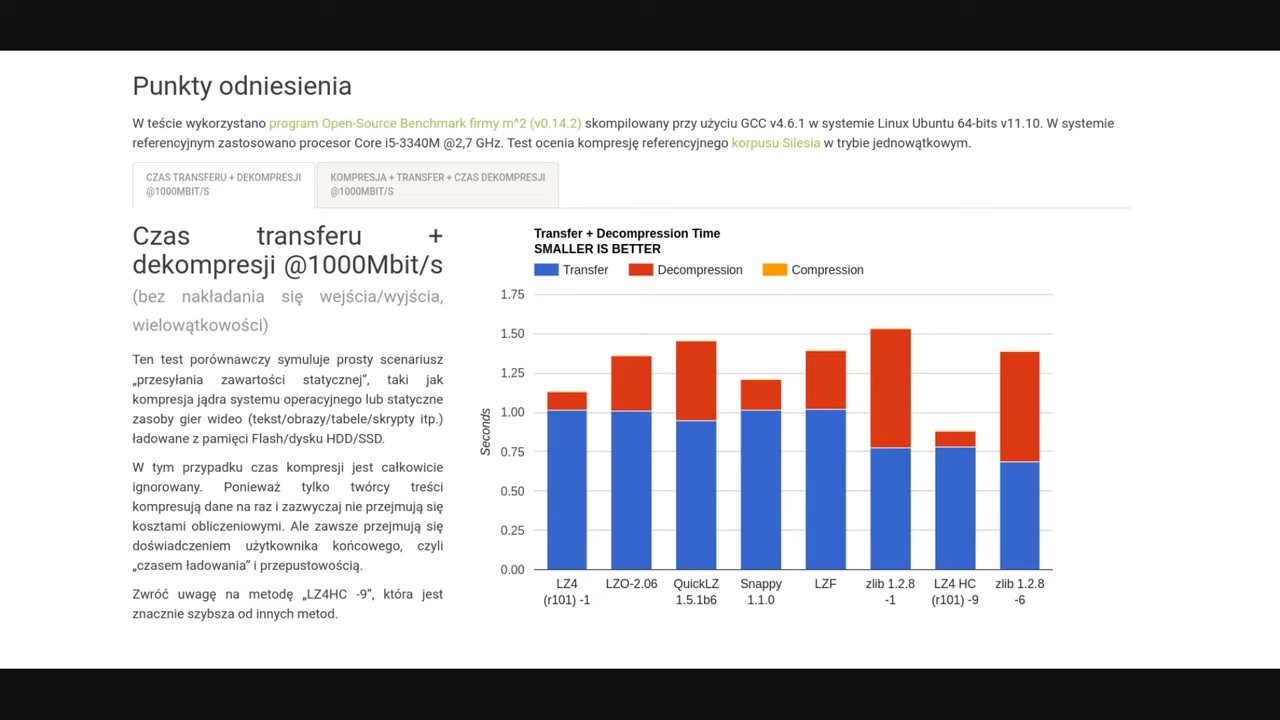 Punkty odniesienia
W teście wykorzystano program Open-Source Benchmark firmy m^2 (v0.14.2) skompilowany przy użyciu GCC v4.6.1 w systemie Linux Ubuntu 64-bits v11.10. W systemie
referencyjnym zastosowano procesor Core i5-3340M @2,7 GHz. Test ocenia kompresję referencyjnego korpusu Silesia w trybie jednowątkowym.
CZAS TRANSFERU + DEKOMPRESJI
@1000MBIT/S
KOMPRESJA + TRANSFER + CZAS DEKOMPRESJI
@1000MBIT/S
Czas transferu +
dekompresji @1000Mbit/s
(bez nakładania się wejścia/wyjścia,
wielowątkowości)
Ten test porównawczy symuluje prosty scenariusz
„przesyłania zawartości statycznej”, taki jak
kompresja jądra systemu operacyjnego lub statyczne
zasoby gier wideo (tekst/obrazy/tabele/skrypty itp.)
ładowane z pamięci Flash/dysku HDD/SSD.
W tym przypadku czas kompresji jest całkowicie
ignorowany. Ponieważ tylko twórcy treści
kompresują dane na raz i zazwyczaj nie przejmują się
kosztami obliczeniowymi. Ale zawsze przejmują się
doświadczeniem użytkownika końcowego, czyli
„czasem ładowania” i przepustowością.
Zwróć uwagę na metodę „LZ4HC -9”, która jest
znacznie szybsza od innych metod.
Transfer + Decompression Time
SMALLER IS BETTER
Transfer Decompression Compression
1.75
1.50
1.25
1.00
0.75
0.50
0.25
0.00
Seconds
LZ4 LZO-2.06 QuickLZ Snappy LZF zlib 1.2.8 LZ4 HC zlib 1.2.8
(r101) -1 1.5.1b6 1.1.0 -1 (r101) -9 -6